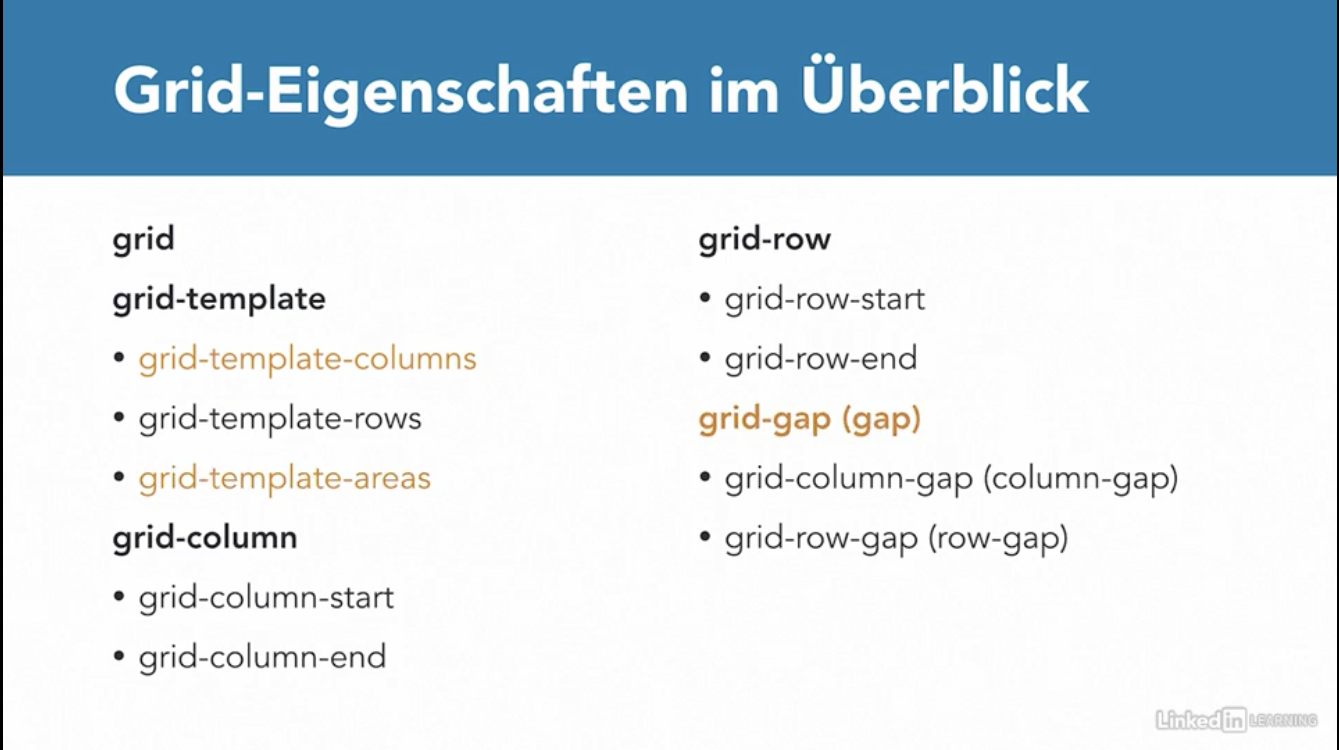 Grid-Eigenschaften im Überblick
grid
grid-template
• grid-template-columns
• grid-template-rows
• grid-template-areas
grid-column
• grid-column-start
• grid-column-end
grid-row
• grid-row-start
• grid-row-end
grid-gap (gap)
• grid-column-gap (column-gap)
• grid-row-gap (row-gap)
Linked in LEARNING